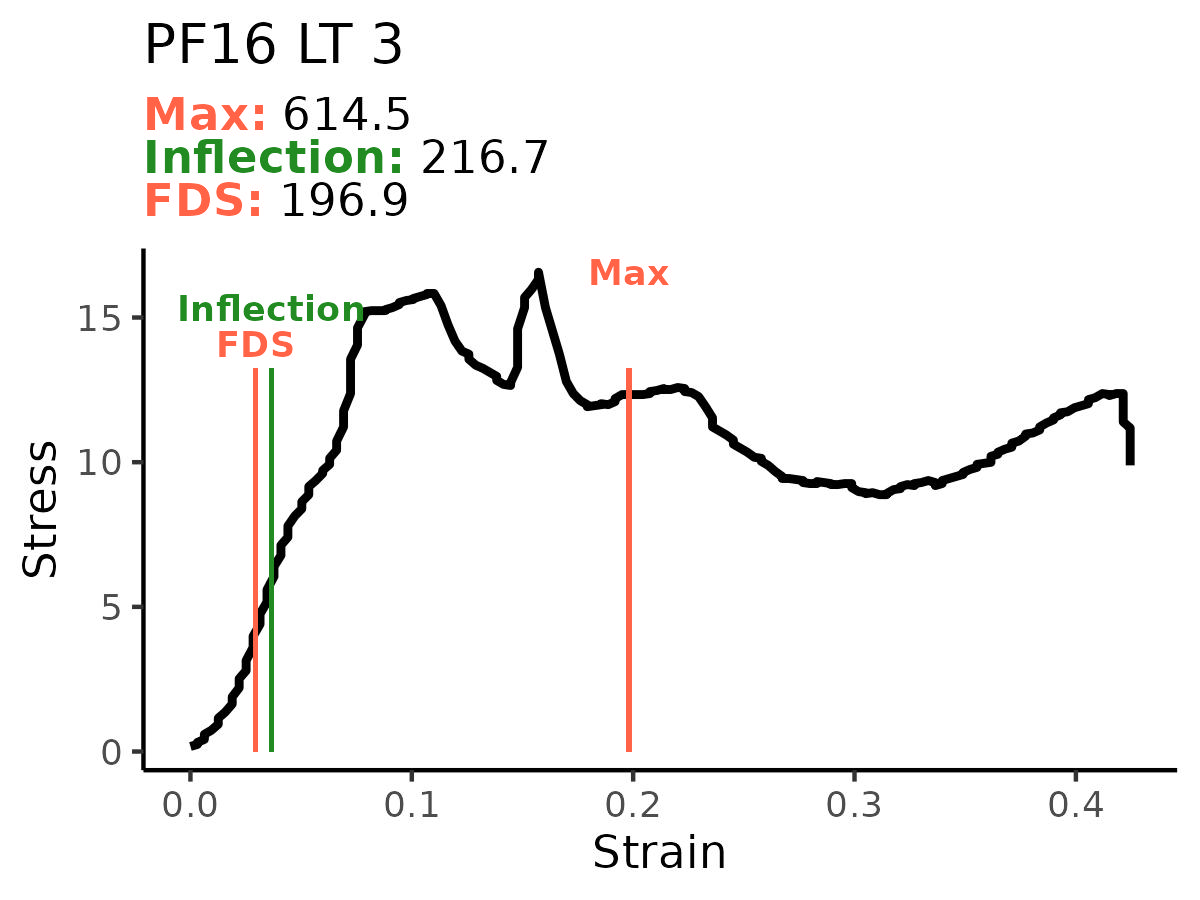 PF16 LT 3
Max: 614.5
Inflection: 216.7
FDS: 196.9
Max
Inflection
FDS
15
10
5
0
Stress
0.0 0.1 0.2 0.3 0.4
Strain